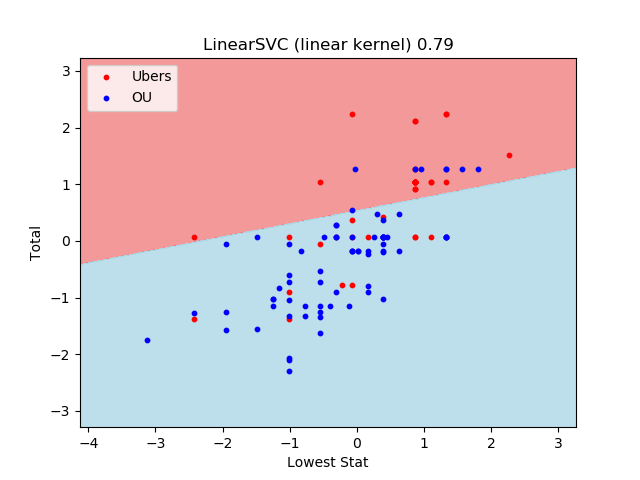 LinearSVC (linear kernel) 0.79
Ubers
OU
3
2
1
0
−1
−2
−3
Total
−4 −3 −2 −1 0 1 2 3
Lowest Stat